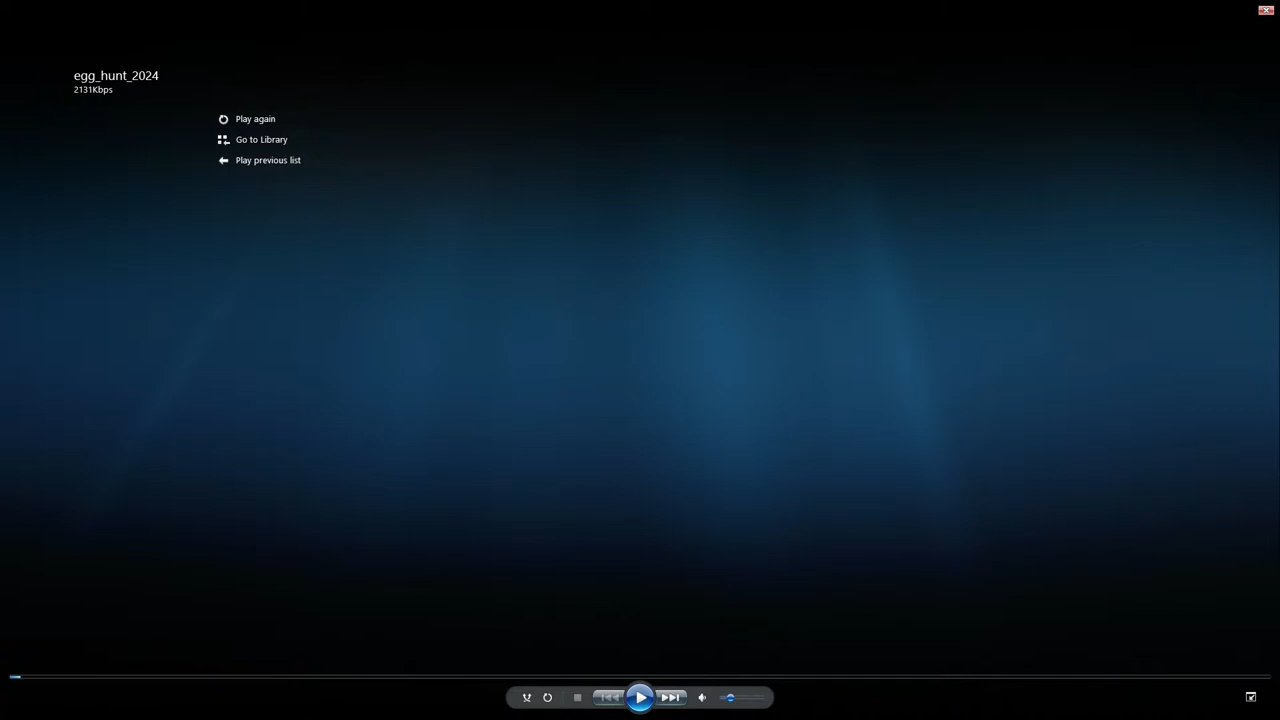 egg_hunt_2024
2131Kbps
Play again
Go to Library
Play previous list